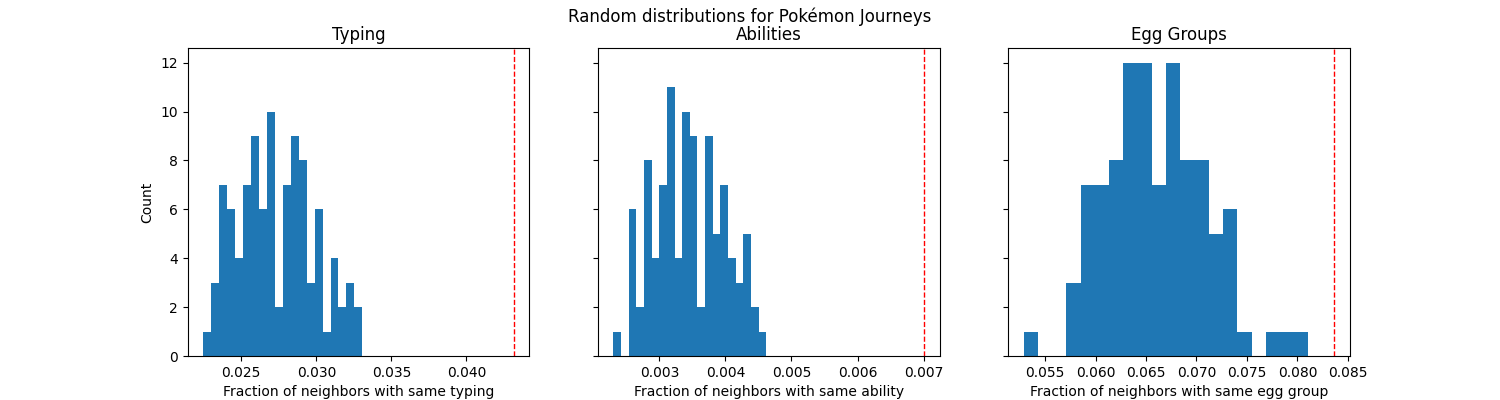 Random distributions for Pokémon Journeys
Typing
Count
12
10
8
6
4
2
0
0.025 0.030 0.035 0.040
Fraction of neighbors with same typing
Abilities
0.003 0.004 0.005 0.006 0.007
Fraction of neighbors with same ability
Egg Groups
0.055 0.060 0.065 0.070 0.075 0.080 0.085
Fraction of neighbors with same egg group